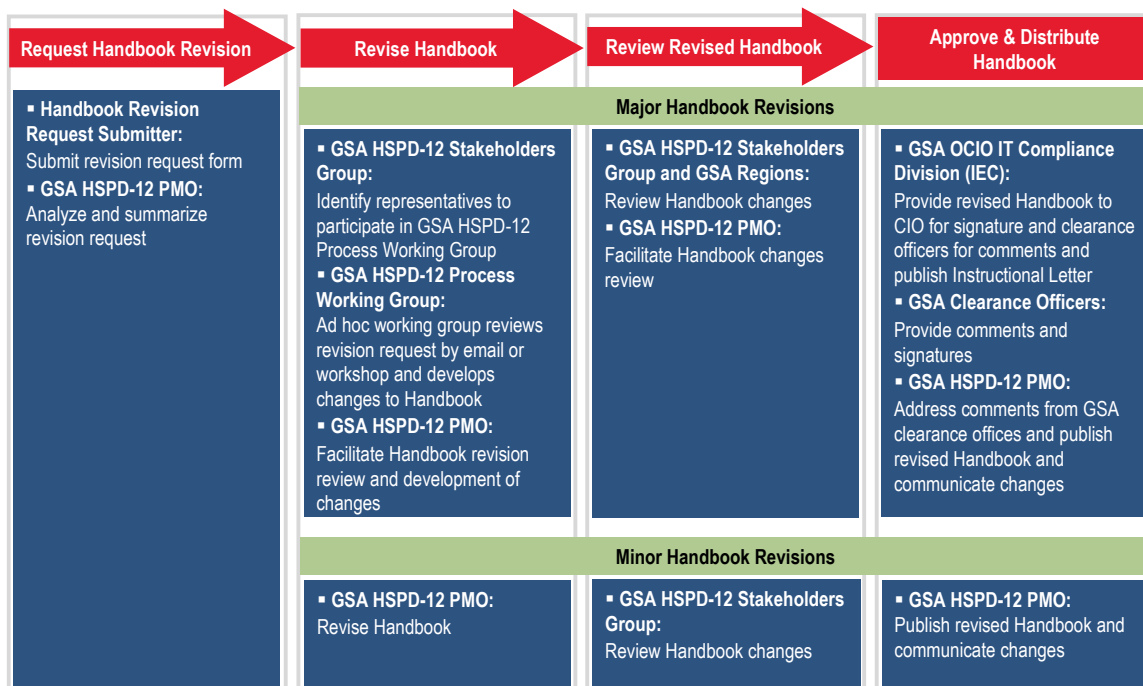 Request Handbook Revision
Revise Handbook
Review Revised Handbook
Approve & Distribute
Handbook
▪ Handbook Revision
Request Submitter:
Submit revision request form
▪ GSA HSPD-12 PMO:
Analyze and summarize
revision request
Major Handbook Revisions
▪ GSA HSPD-12 Stakeholders
Group:
Identify representatives to
participate in GSA HSPD-12
Process Working Group
▪ GSA HSPD-12 Process
Working Group:
Ad hoc working group reviews
revision request by email or
workshop and develops
changes to Handbook
▪ GSA HSPD-12 PMO:
Facilitate Handbook revision
review and development of
changes
▪ GSA HSPD-12 Stakeholders
Group and GSA Regions:
Review Handbook changes
▪ GSA HSPD-12 PMO:
Facilitate Handbook changes
review
▪ GSA OCIO IT Compliance
Division (IEC):
Provide revised Handbook to
CIO for signature and clearance
officers for comments and
publish Instructional Letter
▪ GSA Clearance Officers:
Provide comments and
signatures
▪ GSA HSPD-12 PMO:
Address comments from GSA
clearance offices and publish
revised Handbook and
communicate changes
Minor Handbook Revisions
▪ GSA HSPD-12 PMO:
Revise Handbook
▪ GSA HSPD-12 Stakeholders
Group:
Review Handbook changes
▪ GSA HSPD-12 PMO:
Publish revised Handbook and
communicate changes